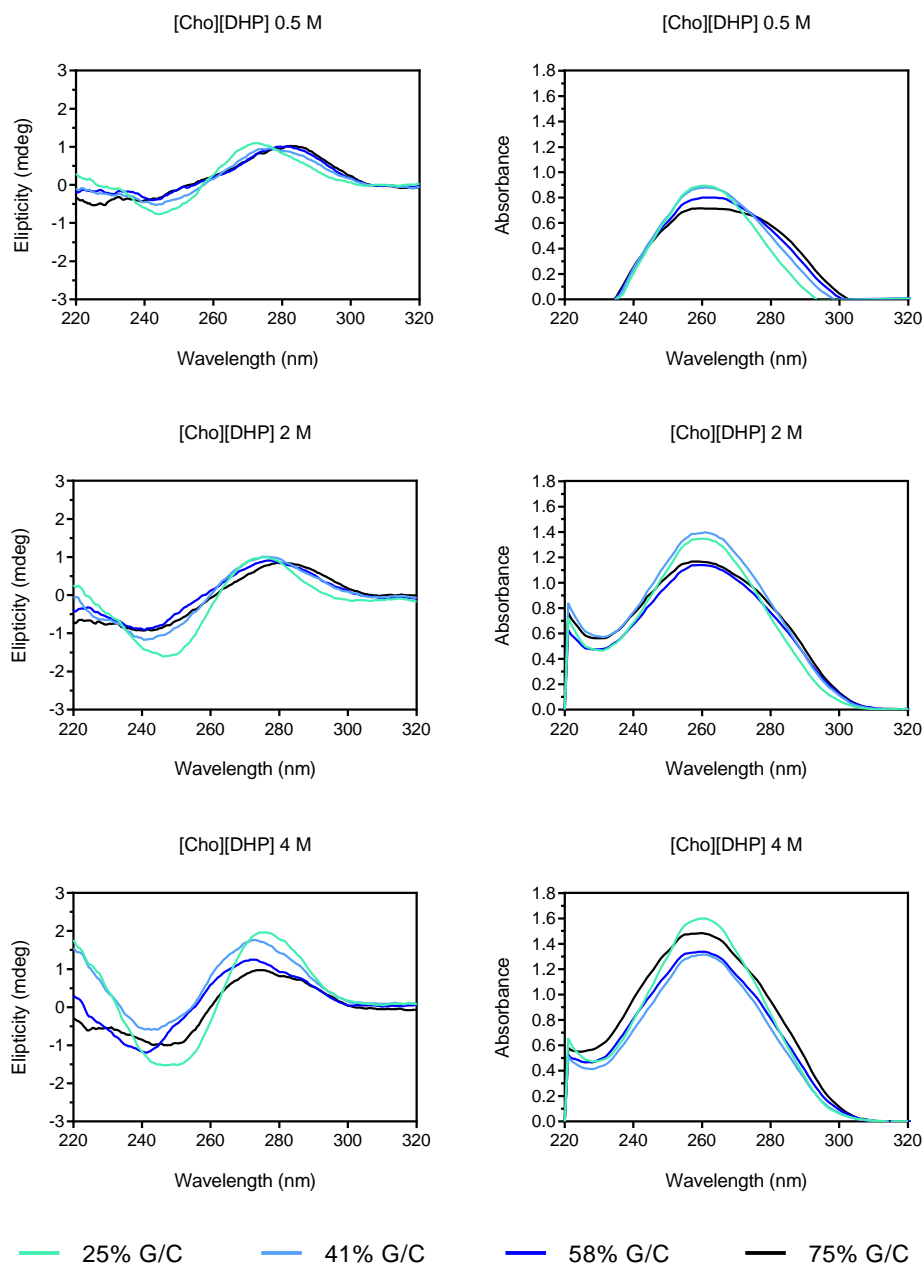 [Cho][DHP] 0.5 M
3
2
1
0
-1
-2
-3
Elipticity (mdeg)
220 240 260 280 300 320
Wavelength (nm)
[Cho][DHP] 0.5 M
1.8
1.6
1.4
1.2
1.0
0.8
0.6
0.4
0.2
0.0
Absorbance
220 240 260 280 300 320
Wavelength (nm)
[Cho][DHP] 2 M
3
2
1
0
-1
-2
-3
Elipticity (mdeg)
220 240 260 280 300 320
Wavelength (nm)
[Cho][DHP] 2 M
1.8
1.6
1.4
1.2
1.0
0.8
0.6
0.4
0.2
0.0
Absorbance
220 240 260 280 300 320
Wavelength (nm)
[Cho][DHP] 4 M
3
2
1
0
-1
-2
-3
Elipticity (mdeg)
220 240 260 280 300 320
Wavelength (nm)
[Cho][DHP] 4 M
1.8
1.6
1.4
1.2
1.0
0.8
0.6
0.4
0.2
0.0
Absorbance
220 240 260 280 300 320
Wavelength (nm)
25% G/C 41% G/C 58% G/C 75% G/C